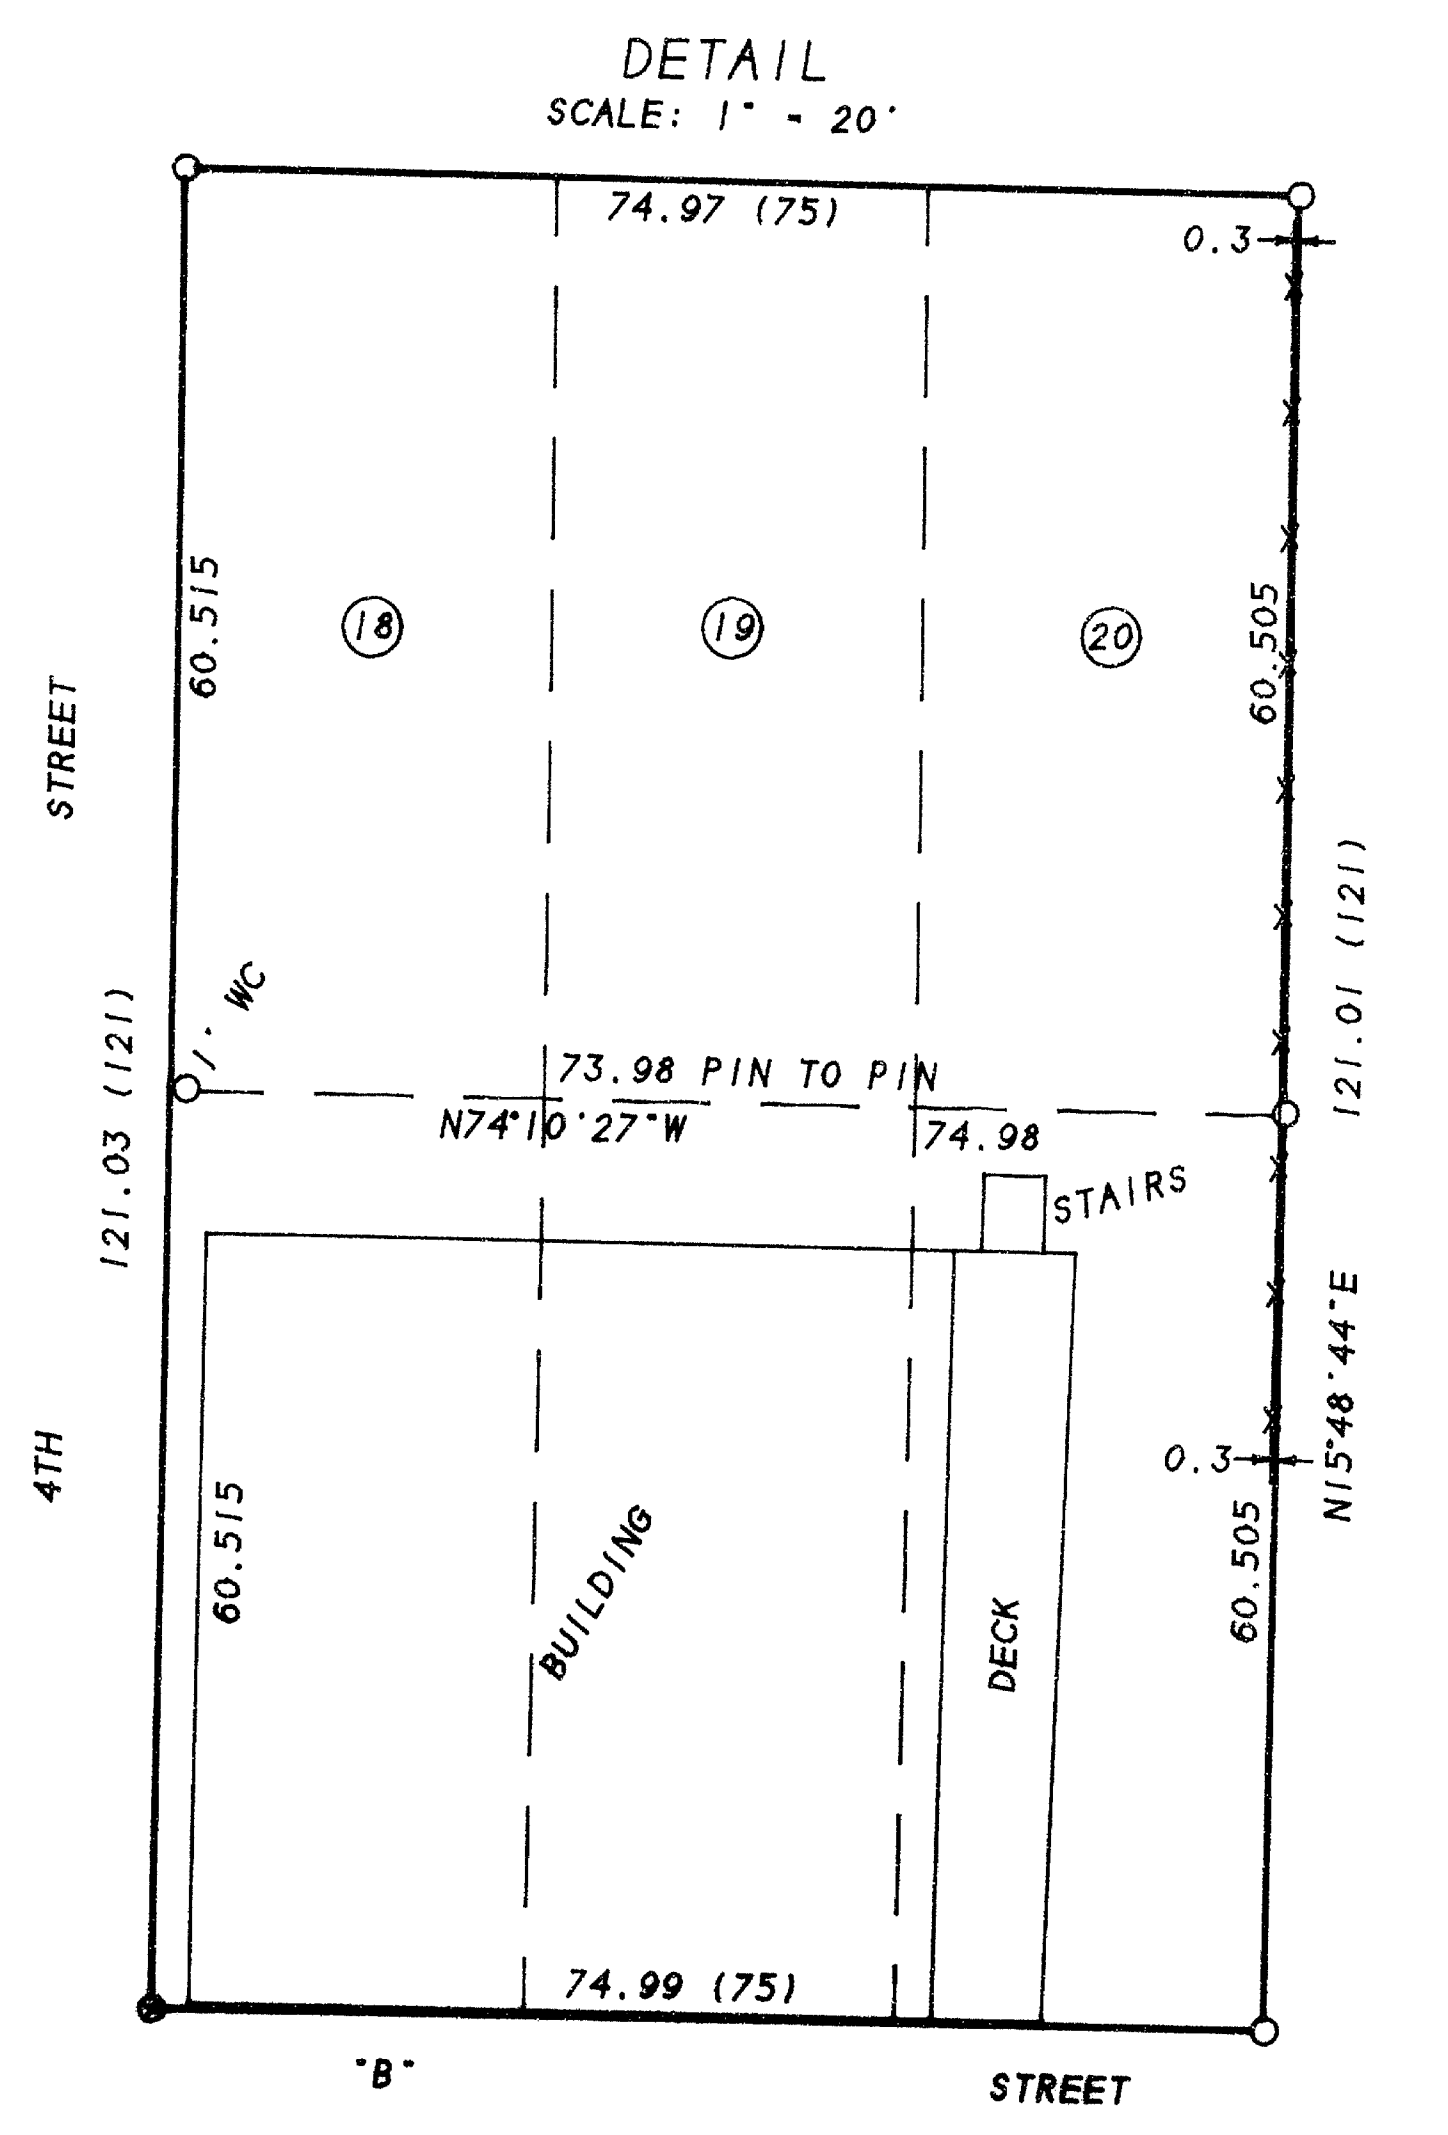 DETAIL
SCALE: 1" - 20'
74.97 (75)
0.3
60.515
18
19
20
60.505
STREET
121.01 (121)
1' WC
121.03 (121)
73.98 PIN TO PIN
N74°10'27"W
74.98
STAIRS
N15°48'44"E
4TH
0.3
60.515
BUILDING
60.505
DECK
74.99 (75)
"B"
STREET